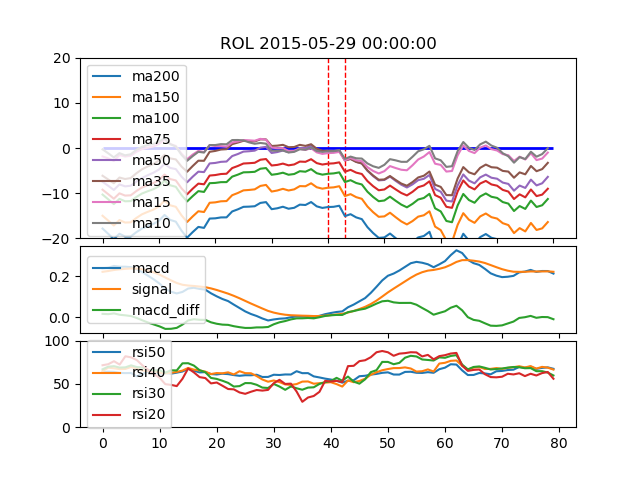 ROL 2015-05-29 00:00:00
20
10
0
−10
−20
ma200
ma150
ma100
ma75
ma50
ma35
ma15
ma10
0.2
0.0
macd
signal
macd_diff
100
50
0
rsi50
rsi40
rsi30
rsi20
0 10 20 30 40 50 60 70 80